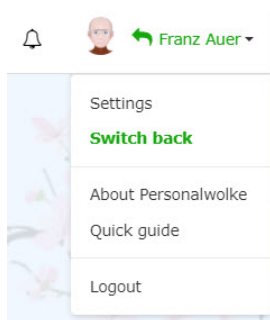 Franz Auer
Settings
Switch back
About Personalwolke
Quick guide
Logout